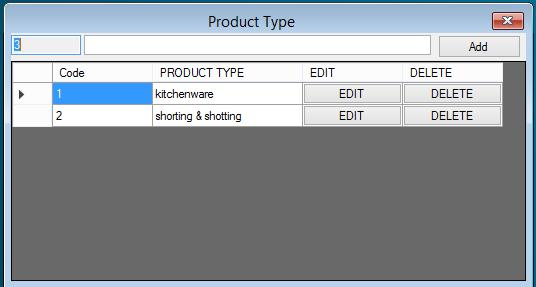 Product Type
3 Add
Code PRODUCT TYPE EDIT DELETE
1 kitchenware EDIT DELETE
2 shorting & shotting EDIT DELETE